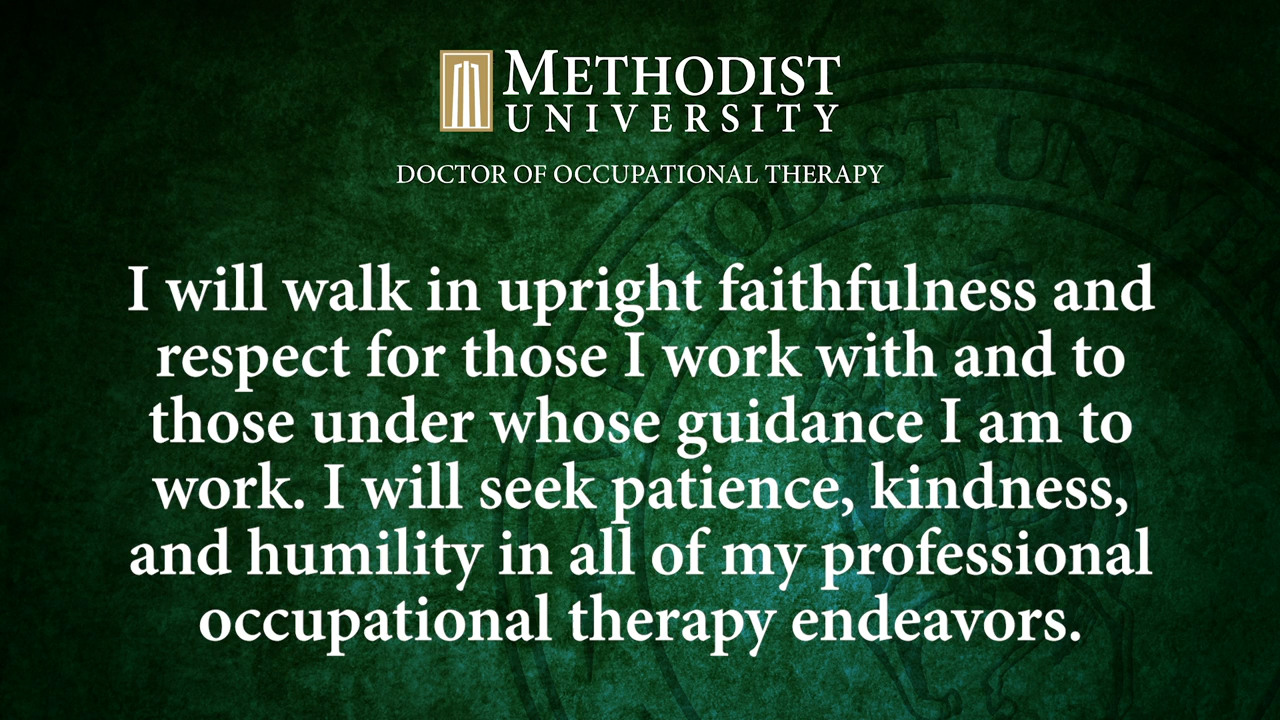 METHODIST
UNIVERSITY
DOCTOR OF OCCUPATIONAL THERAPY
I will walk in upright faithfulness and
respect for those I work with and to
those under whose guidance I am to
work. I will seek patience, kindness,
and humility in all of my professional
occupational therapy endeavors.